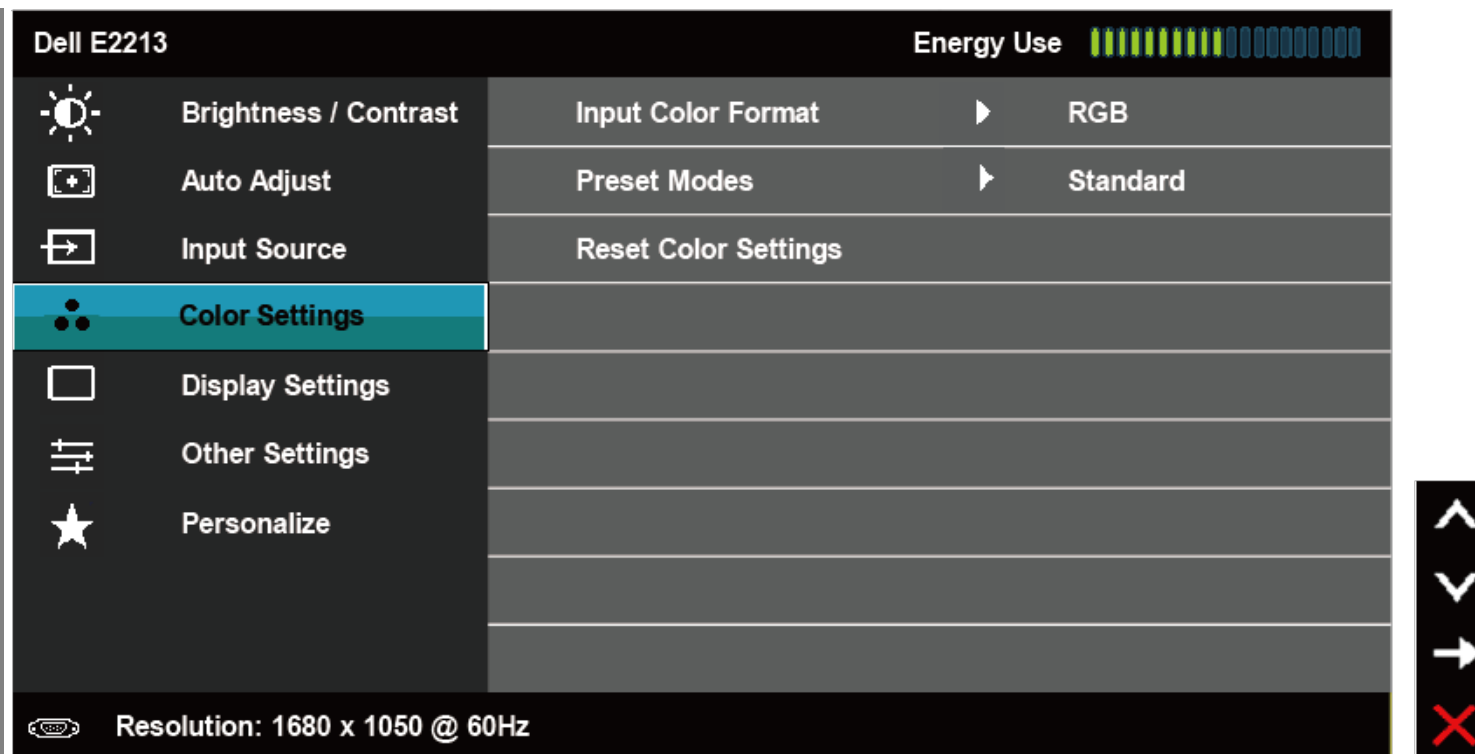 Dell E2213 Energy Use
Brightness / Contrast Input Color Format RGB
Auto Adjust Preset Modes Standard
Input Source Reset Color Settings
Color Settings
Display Settings
Other Settings
Personalize
Resolution: 1680 x 1050 @ 60Hz